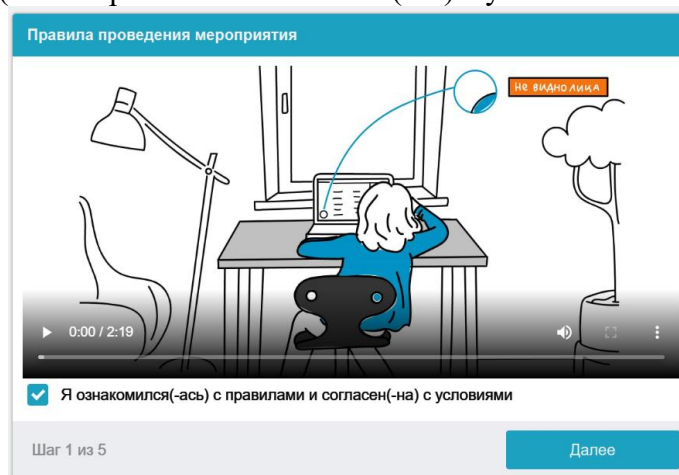 Правила проведения мероприятия
Не видно лица
0:00 / 2:19
Я ознакомился(-ась) с правилами и согласен(-на) с условиями
Шаг 1 из 5
Далее